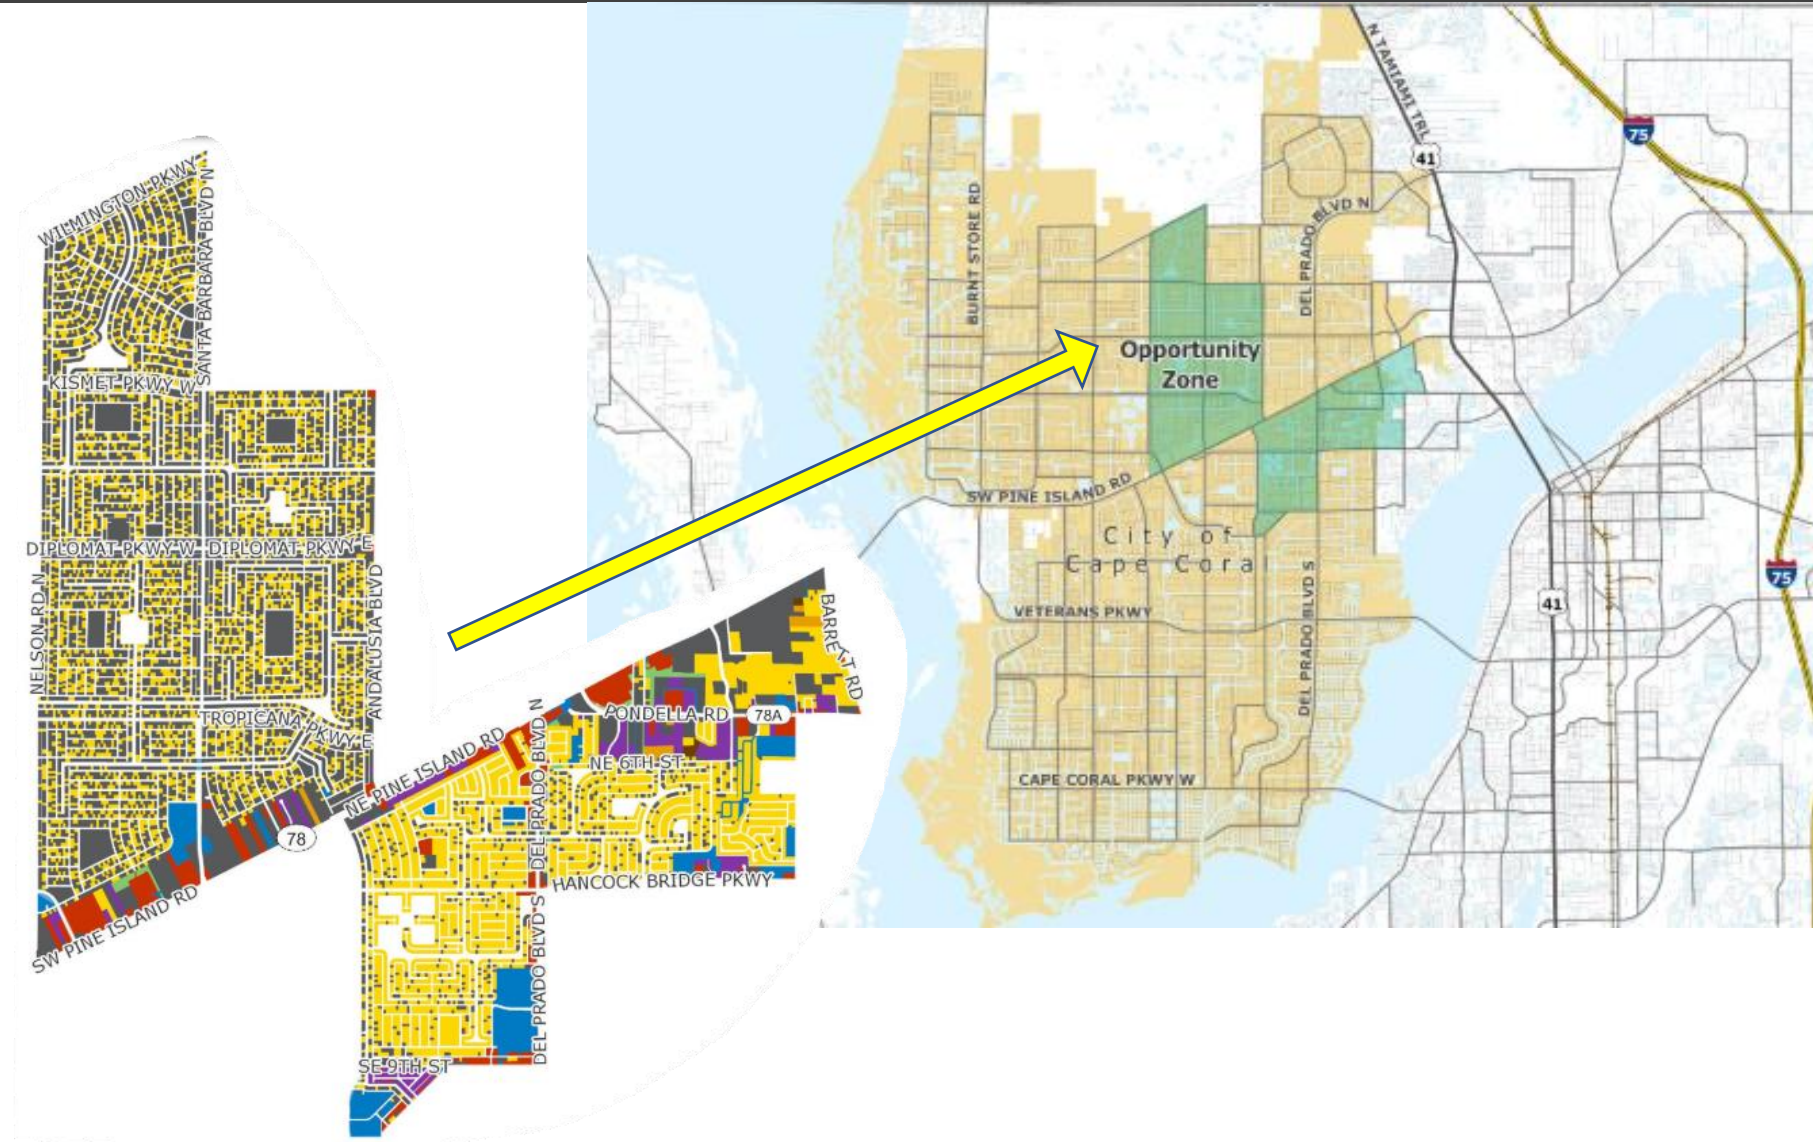 WILMINGTON PKWY
SANTA BARBARA BLVD N
KISMET PKWY W
DIPLOMAT PKWY W
DIPLOMAT PKWY E
NELSON RD N
ANDALUSIA BLVD
TROPICANA PKWY E
NE PINE ISLAND RD
78
SW PINE ISLAND RD
DEL PRADO BLVD N
BARRETT RD
PONDELLA RD
78A
NE 6TH ST
HANCOCK BRIDGE PKWY
DEL PRADO BLVD S
SE 9TH ST
N TAMIAMI TRL
75
41
BURNT STORE RD
DEL PRADO BLVD N
Opportunity
Zone
SW PINE ISLAND RD
City of
Cape Coral
VETERANS PKWY
DEL PRADO BLVD S
41
75
CAPE CORAL PKWY W